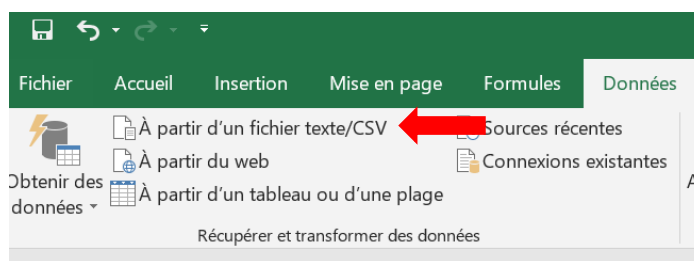 Fichier Accueil Insertion Mise en page Formules Données
À partir d'un fichier texte/CSV
Sources récentes
À partir du web
Connexions existantes
À partir d'un tableau ou d'une plage
Obtenir des
données
Récupérer et transformer des données